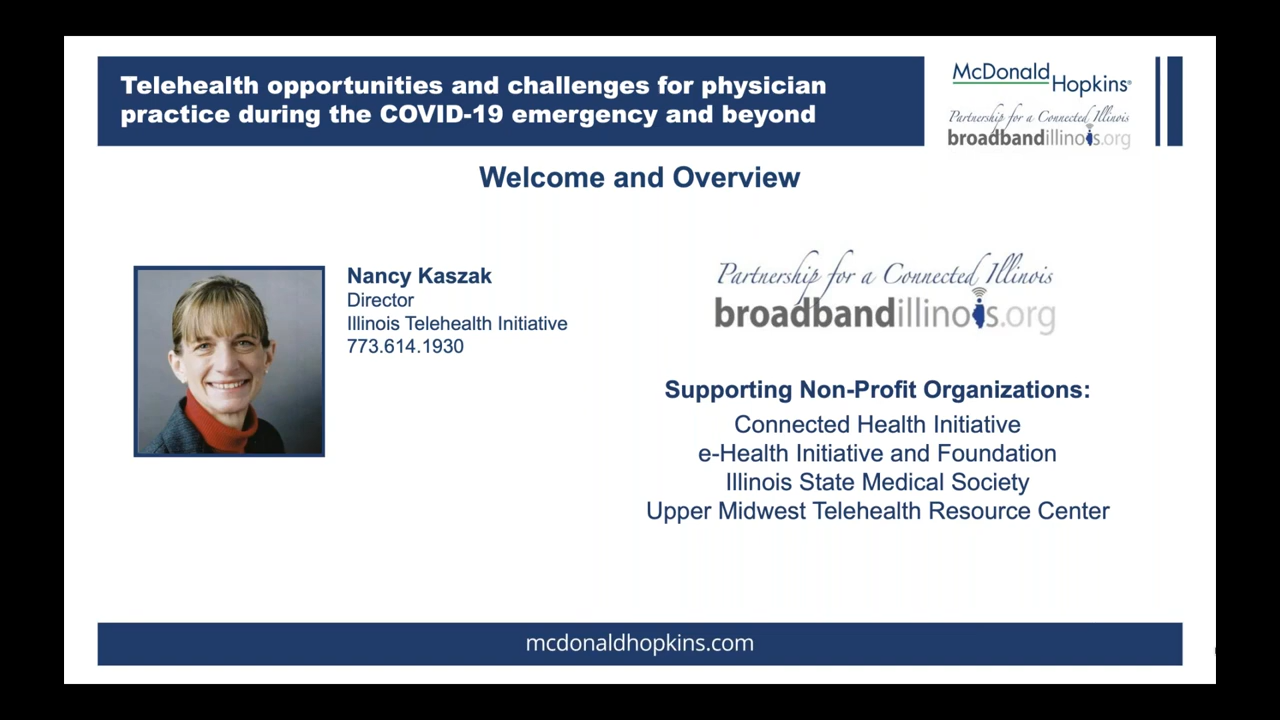 Telehealth opportunities and challenges for physician
practice during the COVID-19 emergency and beyond
McDonald
Hopkins®
Partnership for a Connected Illinois
broadbandillinois.org
Welcome and Overview
Nancy Kaszak
Director
Illinois Telehealth Initiative
773.614.1930
Partnership for a Connected Illinois
broadbandillinois.org
Supporting Non-Profit Organizations:
Connected Health Initiative
e-Health Initiative and Foundation
Illinois State Medical Society
Upper Midwest Telehealth Resource Center
mcdonaldhopkins.com